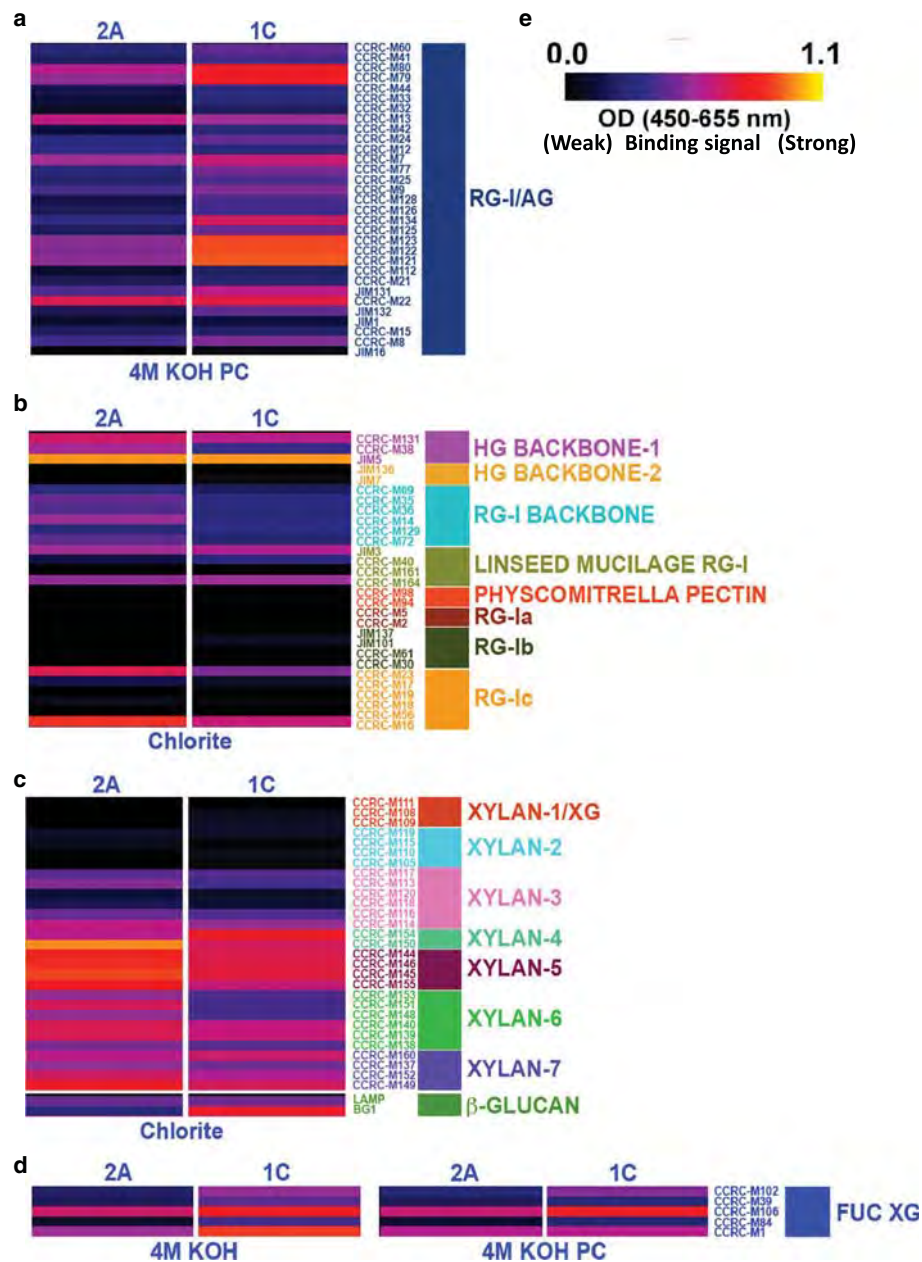 a
2A 1C
CCRC-M60
CCRC-M41
CCRC-M80
CCRC-M79
CCRC-M44
CCRC-M33
CCRC-M32
CCRC-M13
CCRC-M42
CCRC-M24
CCRC-M12
CCRC-M7
CCRC-M77
CCRC-M25
CCRC-M9
CCRC-M128
CCRC-M126
CCRC-M134
CCRC-M125
CCRC-M123
CCRC-M122
CCRC-M121
CCRC-M112
CCRC-M21
JIM131
CCRC-M22
JIM132
JIM1
CCRC-M15
CCRC-M8
JIM16
RG-I/AG
4M KOH PC
e
0.0 1.1
OD (450-655 nm)
(Weak) Binding signal (Strong)
b
2A 1C
CCRC-M131
CCRC-M38
JIM5
JIM136
JIM7
CCRC-M69
CCRC-M35
CCRC-M36
CCRC-M14
CCRC-M129
CCRC-M72
JIM3
CCRC-M40
CCRC-M161
CCRC-M164
CCRC-M98
CCRC-M94
CCRC-M5
CCRC-M2
JIM137
JIM101
CCRC-M61
CCRC-M30
CCRC-M23
CCRC-M17
CCRC-M19
CCRC-M18
CCRC-M56
CCRC-M16
HG BACKBONE-1
HG BACKBONE-2
RG-I BACKBONE
LINSEED MUCILAGE RG-I
PHYSCOMITRELLA PECTIN
RG-Ia
RG-Ib
RG-Ic
Chlorite
c
2A 1C
CCRC-M111
CCRC-M108
CCRC-M109
CCRC-M119
CCRC-M115
CCRC-M110
CCRC-M105
CCRC-M117
CCRC-M113
CCRC-M120
CCRC-M118
CCRC-M116
CCRC-M114
CCRC-M154
CCRC-M150
CCRC-M144
CCRC-M146
CCRC-M145
CCRC-M155
CCRC-M153
CCRC-M151
CCRC-M148
CCRC-M140
CCRC-M139
CCRC-M138
CCRC-M160
CCRC-M137
CCRC-M152
CCRC-M149
LAMP
BG1
XYLAN-1/XG
XYLAN-2
XYLAN-3
XYLAN-4
XYLAN-5
XYLAN-6
XYLAN-7
β-GLUCAN
Chlorite
d
2A 1C 2A 1C
CCRC-M102
CCRC-M39
CCRC-M106
CCRC-M84
CCRC-M1
FUC XG
4M KOH 4M KOH PC